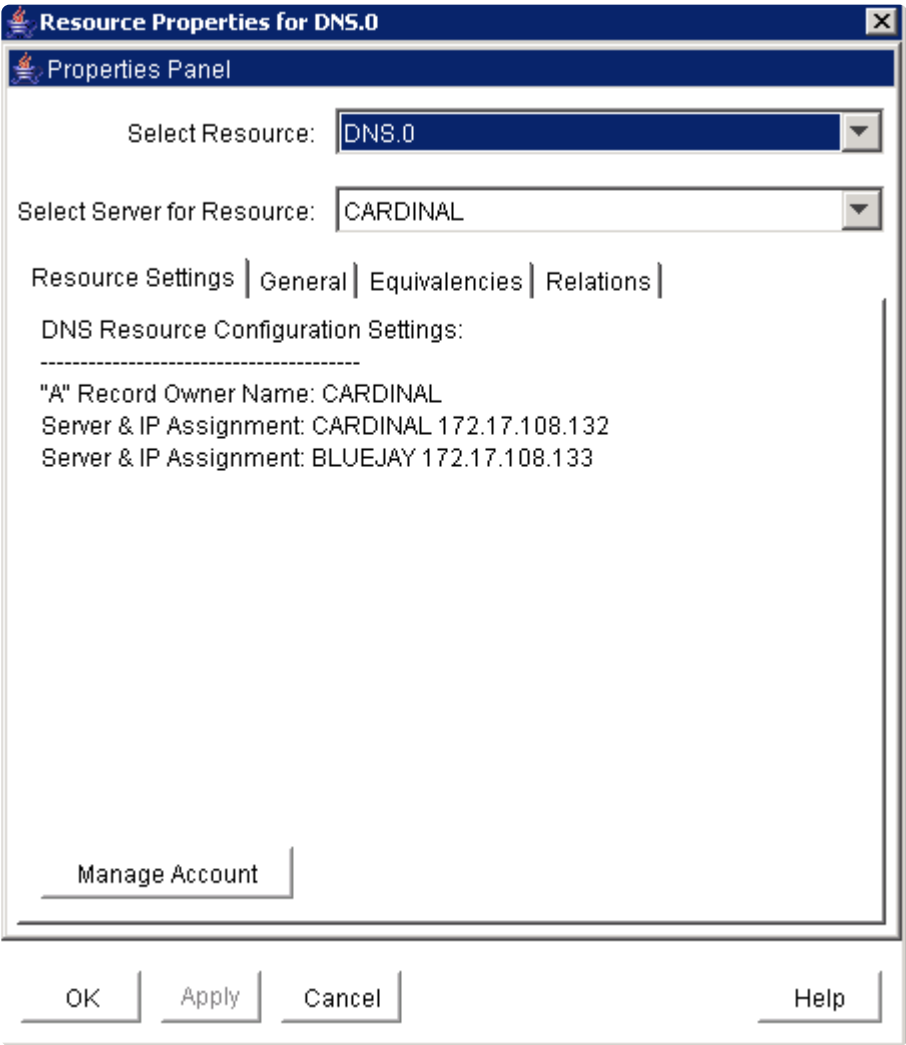 Resource Properties for DNS.0
Properties Panel
Select Resource: DNS.0
Select Server for Resource: CARDINAL
Resource Settings General Equivalencies Relations
DNS Resource Configuration Settings:
----------------------------------------
"A" Record Owner Name: CARDINAL
Server & IP Assignment: CARDINAL 172.17.108.132
Server & IP Assignment: BLUEJAY 172.17.108.133
Manage Account
OK Apply Cancel Help